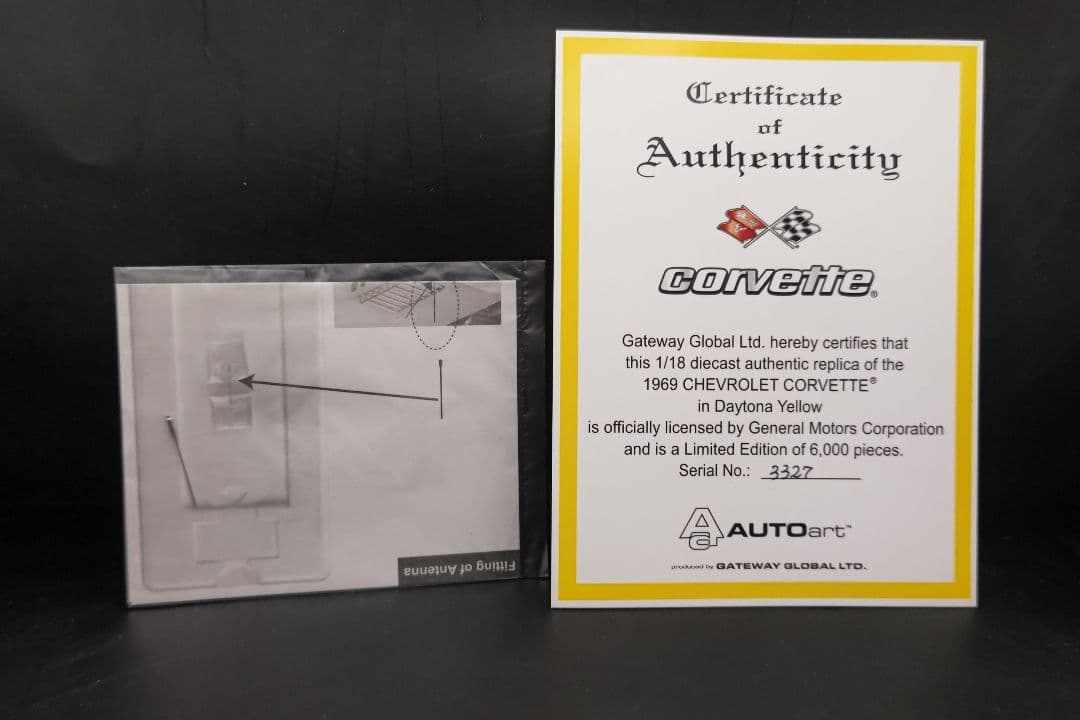 Certificate
of
Authenticity
corvette®
Gateway Global Ltd. hereby certifies that
this 1/18 diecast authentic replica of the
1969 CHEVROLET CORVETTE®
in Daytona Yellow
is officially licensed by General Motors Corporation
and is a Limited Edition of 6,000 pieces.
Serial No.: 3327
AUTOart™
produced by GATEWAY GLOBAL LTD.
Fitting of Antenna